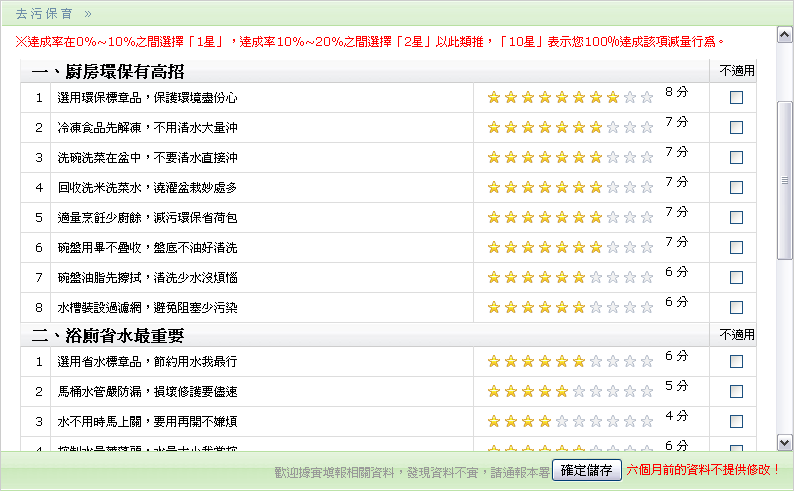 去污保育 »
※達成率在0%~10%之間選擇「1星」，達成率10%~20%之間選擇「2星」以此類推，「10星」表示您100%達成該項減量行為。
一、廚房環保有高招 不適用
1 選用環保標章品，保護環境盡份心 8 分
2 冷凍食品先解凍，不用清水大量沖 7 分
3 洗碗洗菜在盆中，不要清水直接沖 7 分
4 回收洗米洗菜水，澆灌盆栽妙處多 7 分
5 適量烹飪少廚餘，減污環保省荷包 7 分
6 碗盤用畢不疊收，盤底不油好清洗 7 分
7 碗盤油脂先擦拭，清洗少水沒煩惱 6 分
8 水槽裝設過濾網，避免阻塞少污染 6 分
二、浴廁省水最重要 不適用
1 選用省水標章品，節約用水我最行 6 分
2 馬桶水管嚴防漏，損壞修護要儘速 5 分
3 水不用時馬上關，要用再開不嫌煩 4 分
4 控制水量蓮蓬頭，水量大小我掌控 6 分
歡迎據實填報相關資料，發現資料不實，請通報本署 確定儲存 六個月前的資料不提供修改！